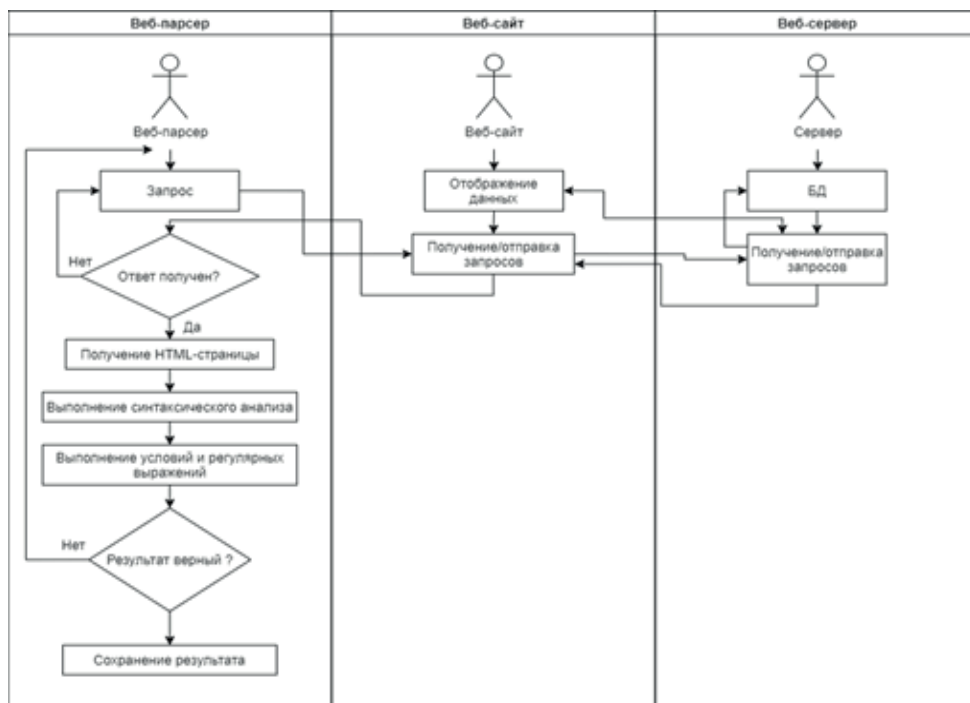 Веб-парсер
Веб-сайт
Веб-сервер
Веб-парсер
Веб-сайт
Сервер
Запрос
Отображение
данных
БД
Получение/отправка
запросов
Получение/отправка
запросов
Нет
Ответ получен?
Да
Получение HTML-страницы
Выполнение синтаксического анализа
Выполнение условий и регулярных
выражений
Нет
Результат верный ?
Сохранение результата